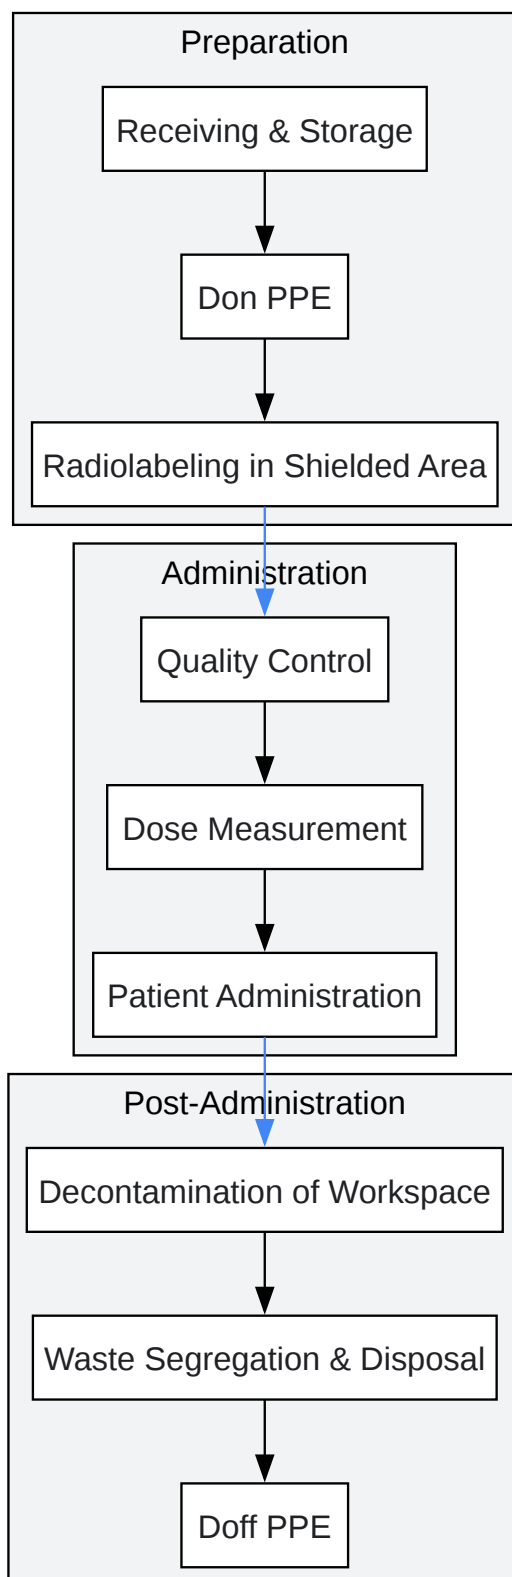 Preparation
Receiving & Storage
Don PPE
Radiolabeling in Shielded Area
Administration
Quality Control
Dose Measurement
Patient Administration
Post-Administration
Decontamination of Workspace
Waste Segregation & Disposal
Doff PPE